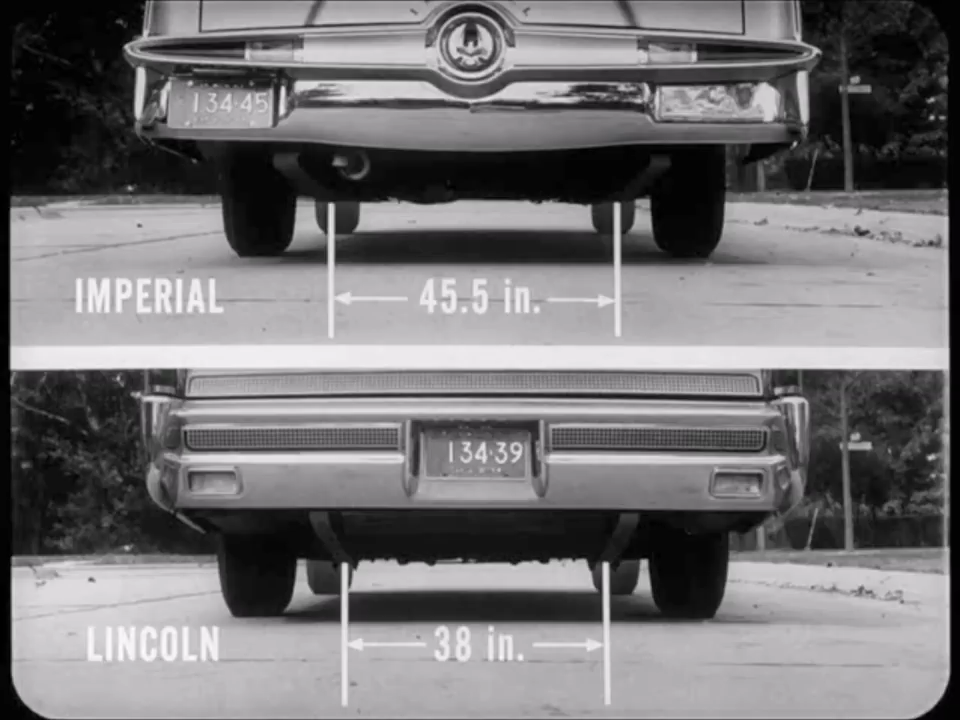 134·45
IMPERIAL
45.5 in.
134·39
LINCOLN
38 in.